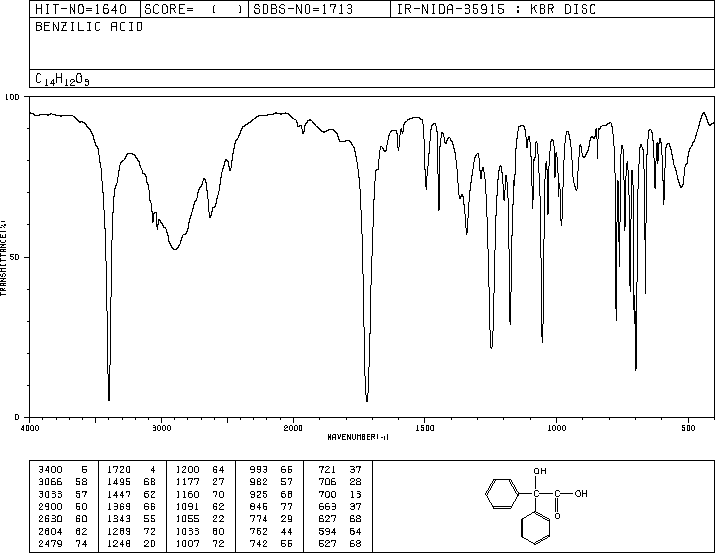 HIT-NO=1640 SCORE= ( ) SDBS-NO=1713 IR-NIDA-35915 : KBR DISC
BENZILIC ACID
C14H12O3
100
50
0
TRANSMITTANCE(%)
4000 3000 2000 1500 1000 500
WAVENUMBER(-1)
3400 5 1720 4 1200 64 993 66 721 37
3066 58 1495 68 1177 27 982 57 706 28
3033 57 1447 62 1160 70 925 68 700 13
2900 50 1369 66 1091 62 846 77 663 37
2630 60 1343 55 1055 22 774 29 627 68
2604 62 1289 72 1033 60 762 44 594 64
2479 74 1248 20 1007 72 742 55 527 68
OH
C C OH
O